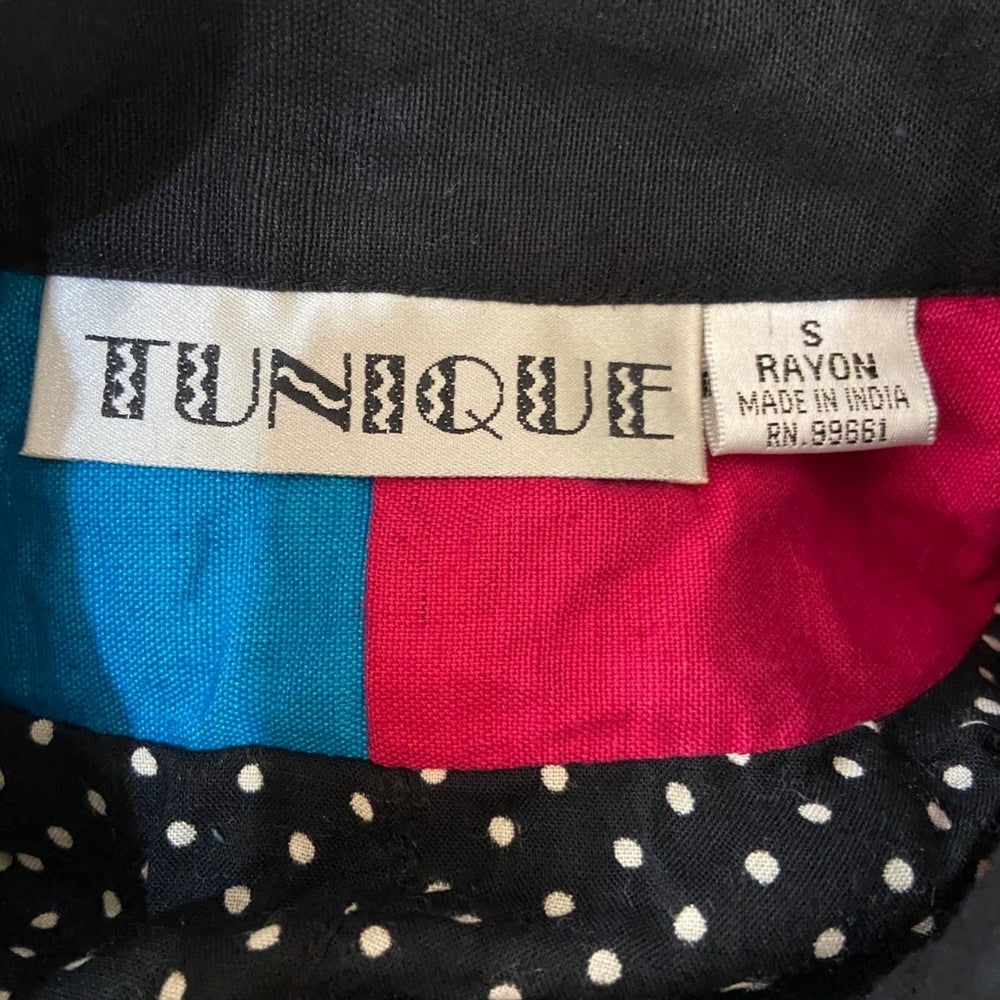 TUNIQUE
S
RAYON
MADE IN INDIA
RN.99661